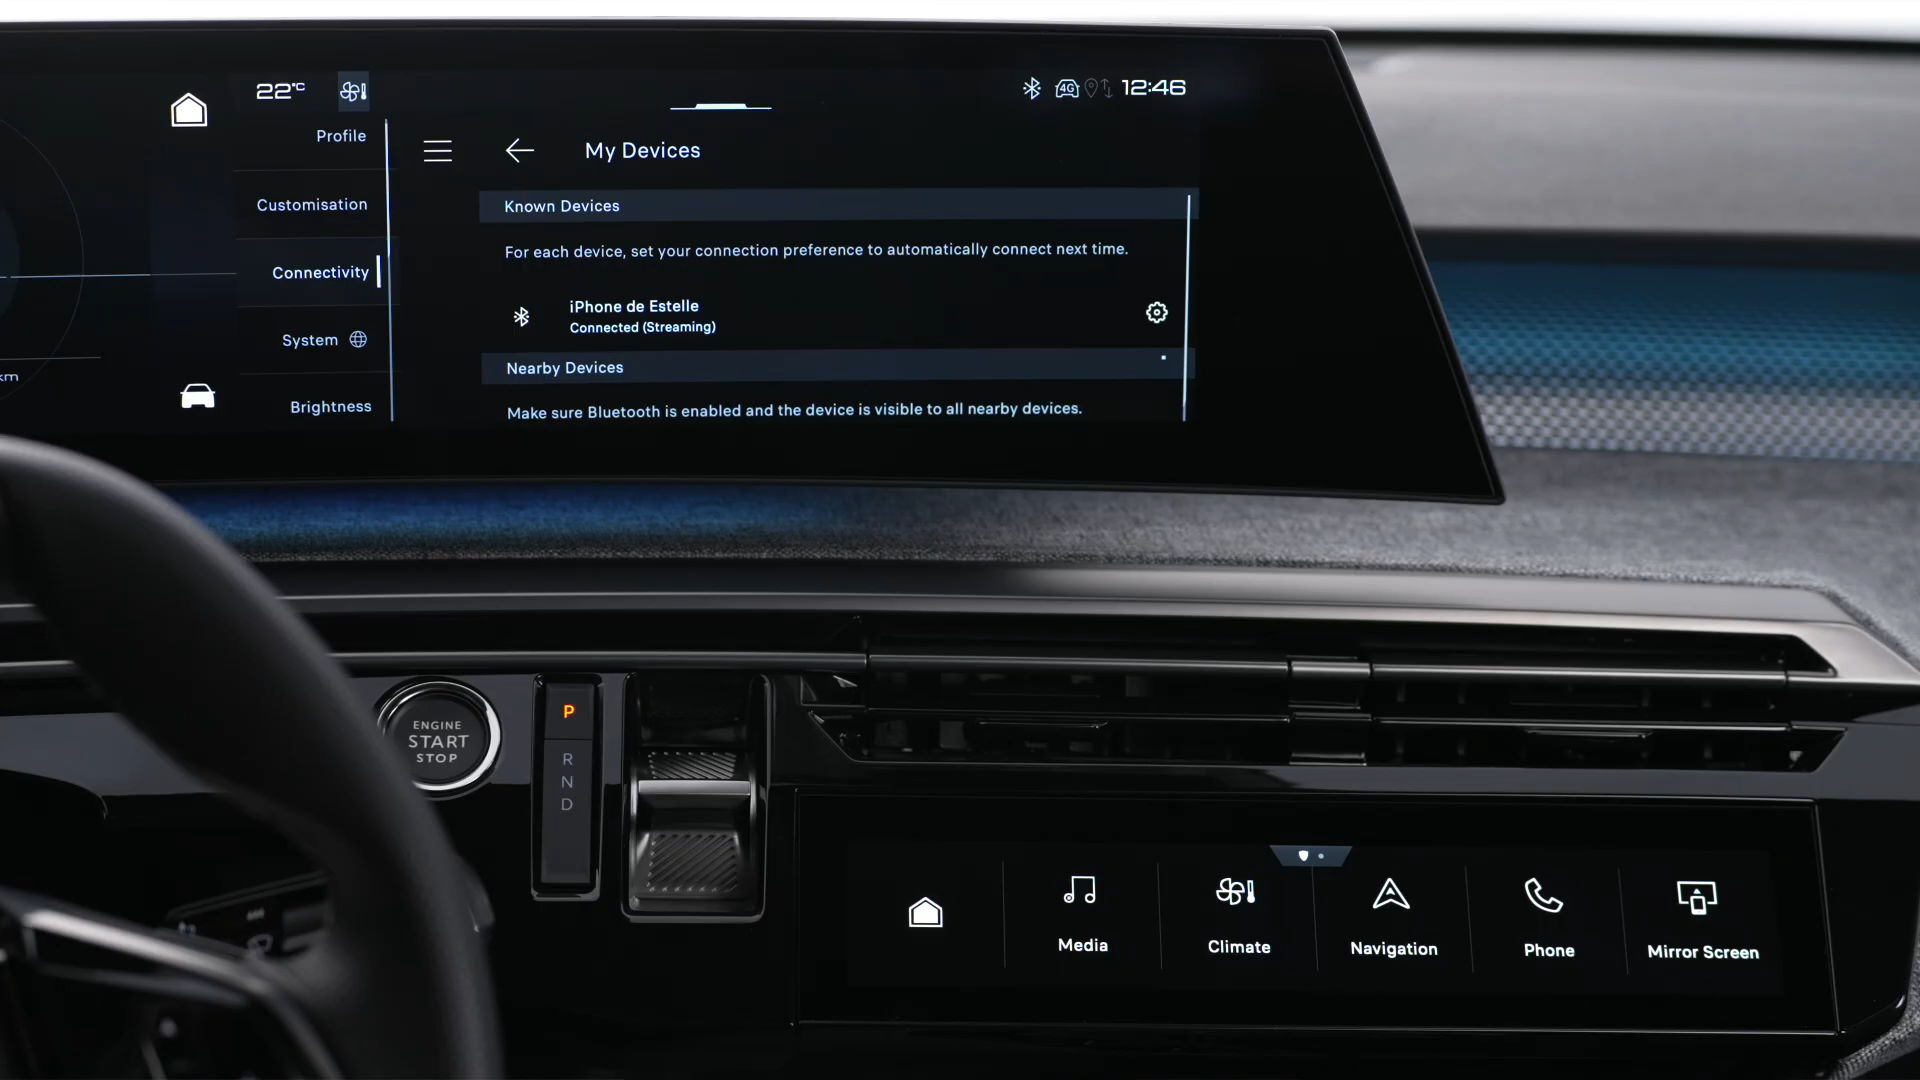 22°C
4G
12:46
Profile
Customisation
Connectivity
System
Brightness
km
My Devices
Known Devices
For each device, set your connection preference to automatically connect next time.
iPhone de Estelle
Connected (Streaming)
Nearby Devices
Make sure Bluetooth is enabled and the device is visible to all nearby devices.
ENGINE
START
STOP
P
R
N
D
Media
Climate
Navigation
Phone
Mirror Screen